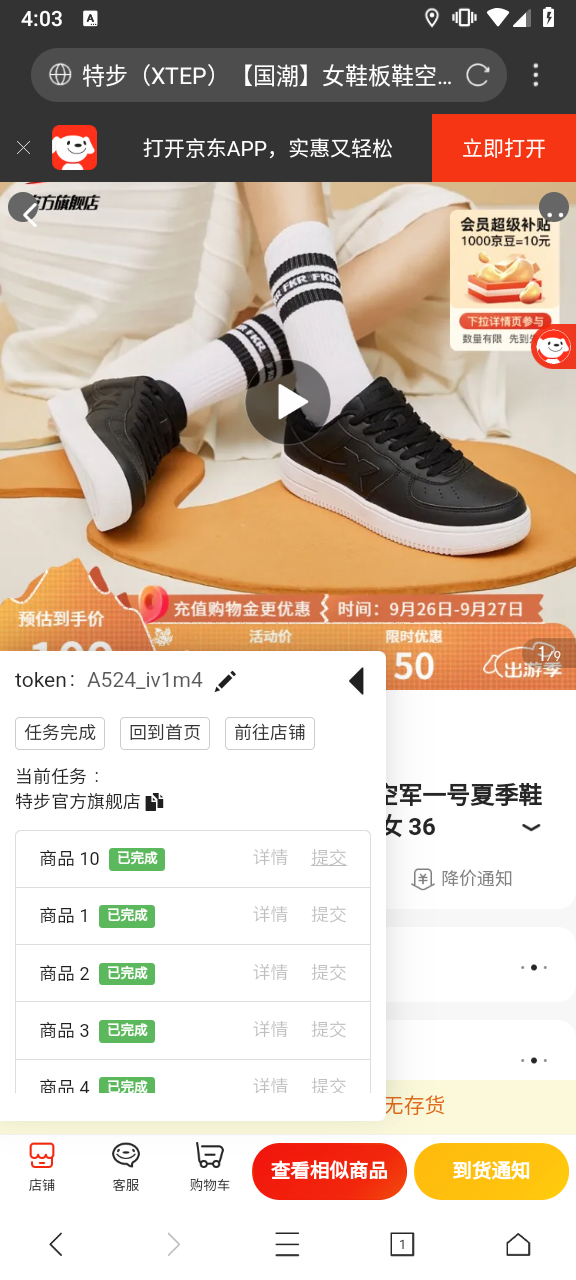 4:03
A
特步（XTEP）【国潮】女鞋板鞋空...
打开京东APP，实惠又轻松
立即打开
官方旗舰店
会员超级补贴
1000京豆=10元
下拉详情页参与
数量有限 先到
FKR FKR
FKR
预估到手价
充值购物金更优惠
时间：9月26日-9月27日
活动价
限时优惠
50
出游季
1/9
token： A524_iv1m4
任务完成
回到首页
前往店铺
当前任务：
特步官方旗舰店
商品 10 已完成 详情 提交
商品 1 已完成 详情 提交
商品 2 已完成 详情 提交
商品 3 已完成 详情 提交
商品 4 已完成 详情 提交
空军一号夏季鞋
女 36
降价通知
无存货
店铺
客服
购物车
查看相似商品
到货通知
1